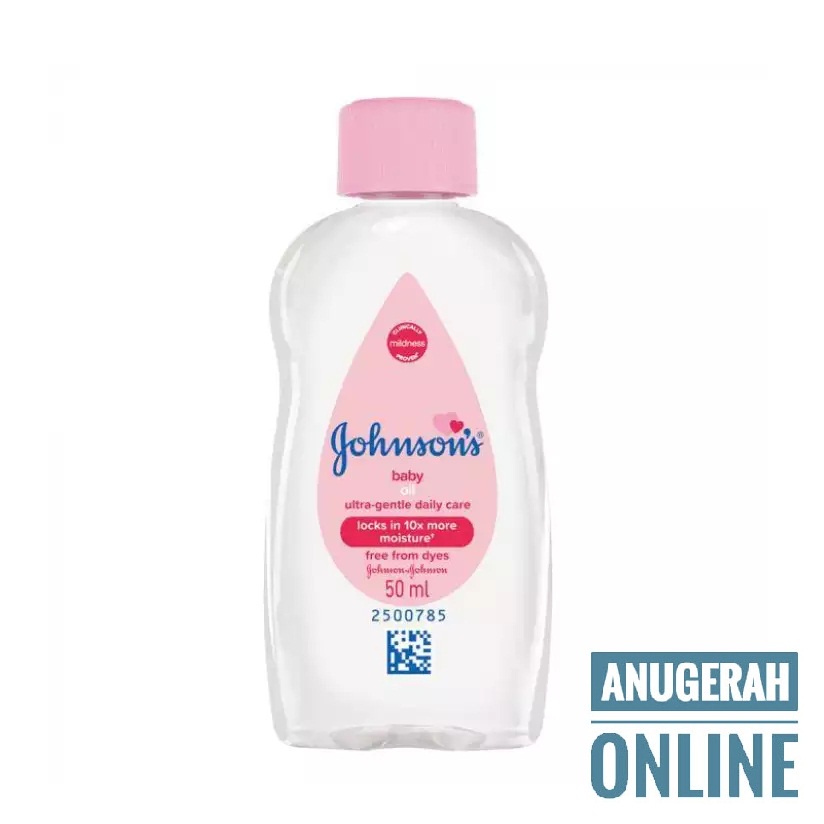 CLINICALLY
mildness
PROVEN
Johnson's®
baby
oil
ultra-gentle daily care
locks in 10x more
moisture
free from dyes
Johnson & Johnson
50 ml
2500785
ANUGERAH
ONLINE